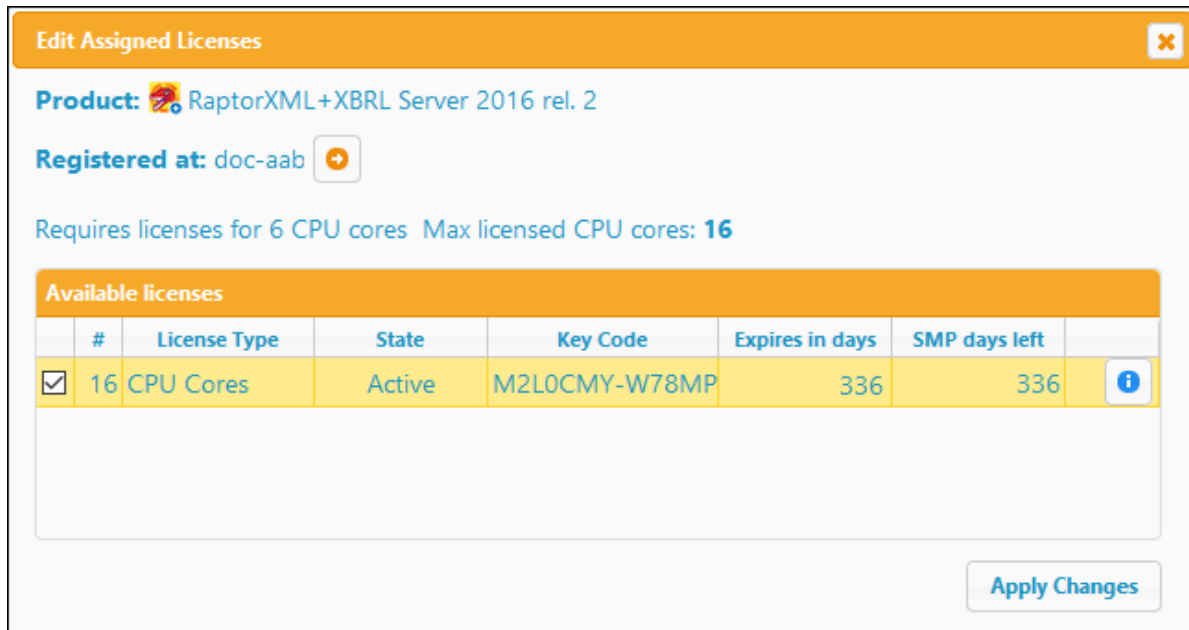 Edit Assigned Licenses
Product: RaptorXML+XBRL Server 2016 rel. 2
Registered at: doc-aab
Requires licenses for 6 CPU cores Max licensed CPU cores: 16
Available licenses
# License Type State Key Code Expires in days SMP days left
16 CPU Cores Active M2L0CMY-W78MP 336 336
Apply Changes